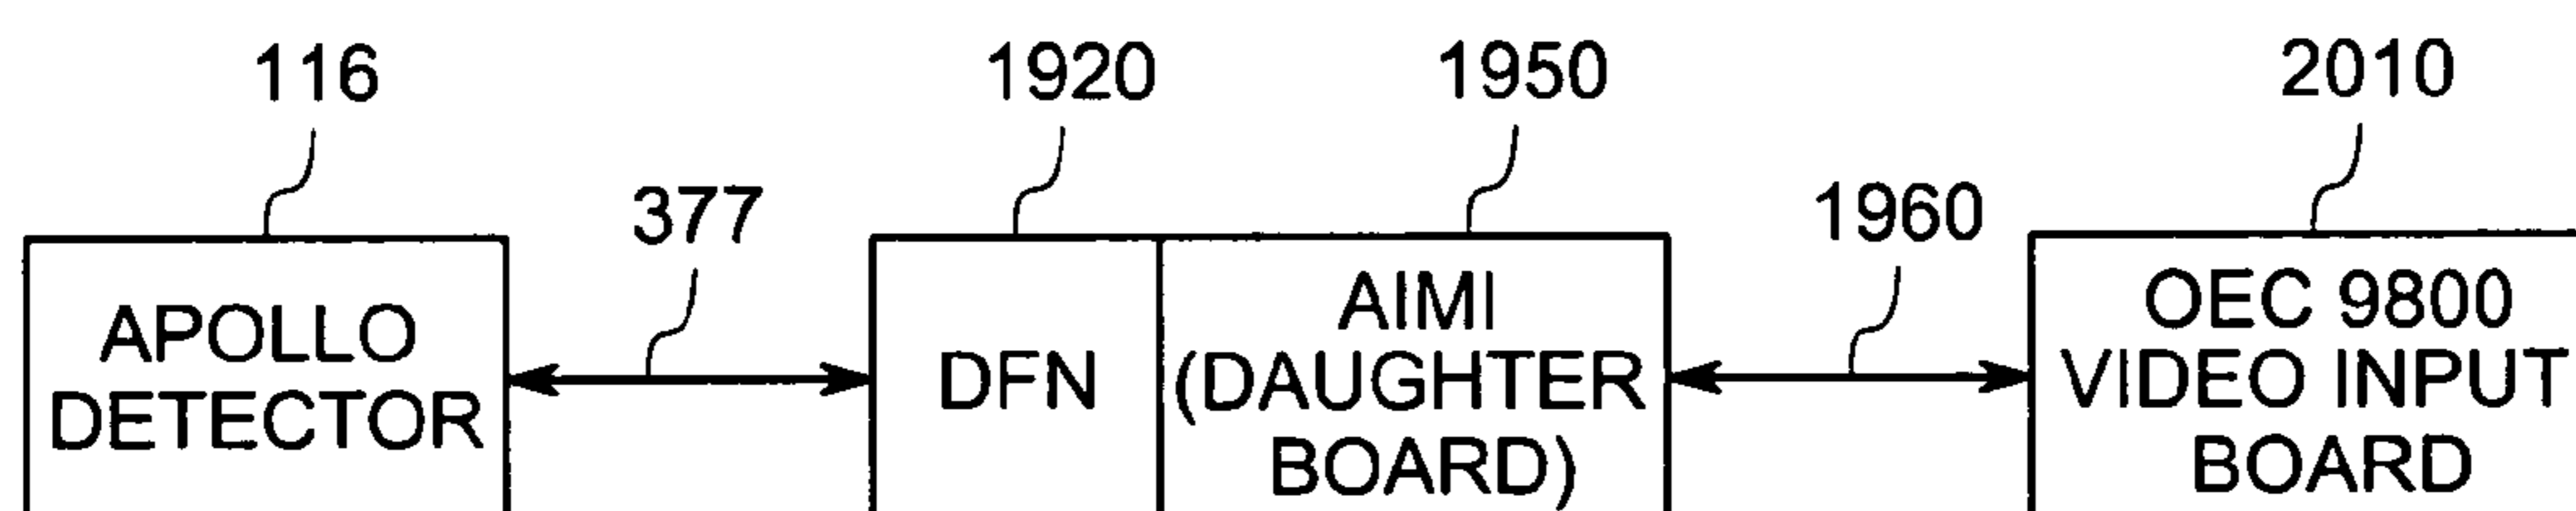 116
1920
1950
2010
377
1960
APOLLO
DETECTOR
DFN
AIMI
(DAUGHTER
BOARD)
OEC 9800
VIDEO INPUT
BOARD